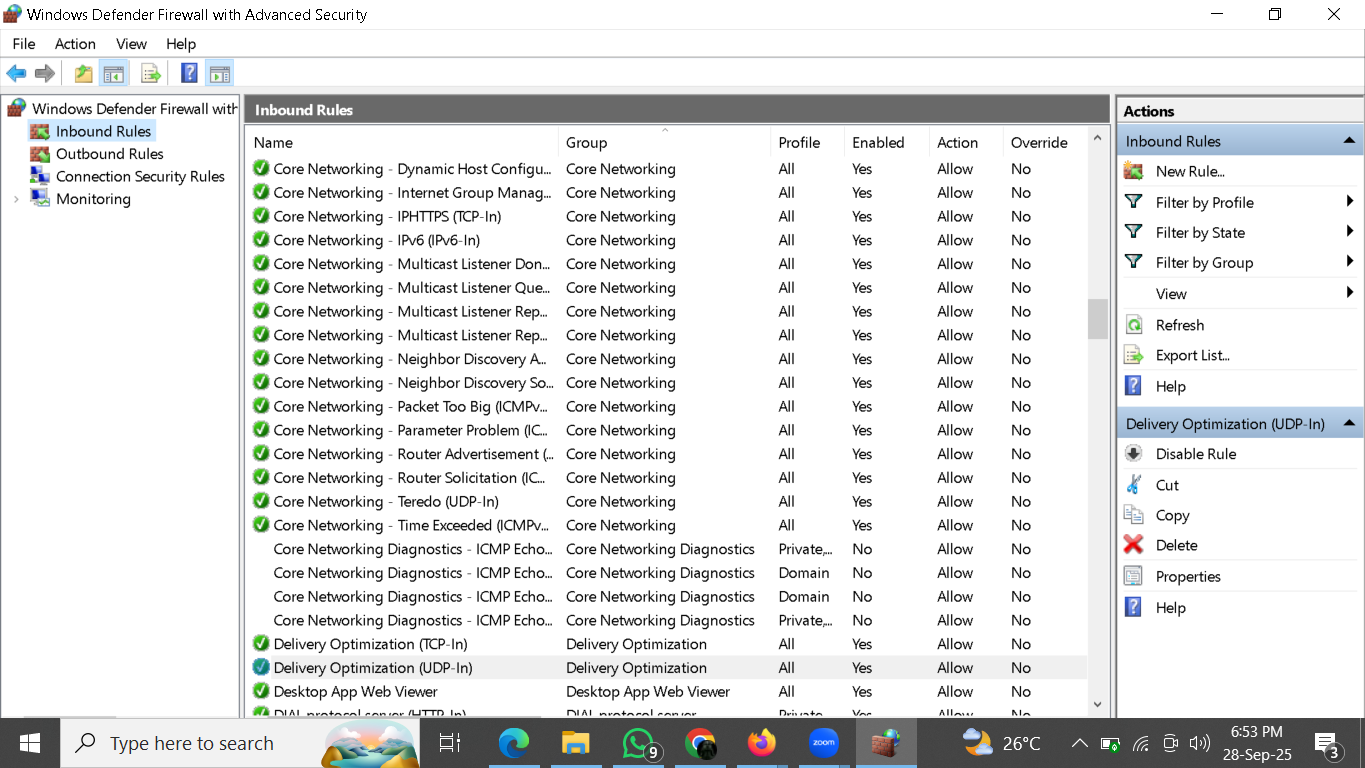 Windows Defender Firewall with Advanced Security
File Action View Help
Windows Defender Firewall with
Inbound Rules
Outbound Rules
Connection Security Rules
Monitoring
Inbound Rules
Name Group Profile Enabled Action Override
Core Networking - Dynamic Host Configu... Core Networking All Yes Allow No
Core Networking - Internet Group Manag... Core Networking All Yes Allow No
Core Networking - IPHTTPS (TCP-In) Core Networking All Yes Allow No
Core Networking - IPv6 (IPv6-In) Core Networking All Yes Allow No
Core Networking - Multicast Listener Don... Core Networking All Yes Allow No
Core Networking - Multicast Listener Que... Core Networking All Yes Allow No
Core Networking - Multicast Listener Rep... Core Networking All Yes Allow No
Core Networking - Multicast Listener Rep... Core Networking All Yes Allow No
Core Networking - Neighbor Discovery A... Core Networking All Yes Allow No
Core Networking - Neighbor Discovery So... Core Networking All Yes Allow No
Core Networking - Packet Too Big (ICMPv... Core Networking All Yes Allow No
Core Networking - Parameter Problem (IC... Core Networking All Yes Allow No
Core Networking - Router Advertisement (... Core Networking All Yes Allow No
Core Networking - Router Solicitation (IC... Core Networking All Yes Allow No
Core Networking - Teredo (UDP-In) Core Networking All Yes Allow No
Core Networking - Time Exceeded (ICMPv... Core Networking All Yes Allow No
Core Networking Diagnostics - ICMP Echo... Core Networking Diagnostics Private,... No Allow No
Core Networking Diagnostics - ICMP Echo... Core Networking Diagnostics Domain No Allow No
Core Networking Diagnostics - ICMP Echo... Core Networking Diagnostics Domain No Allow No
Core Networking Diagnostics - ICMP Echo... Core Networking Diagnostics Private,... No Allow No
Delivery Optimization (TCP-In) Delivery Optimization All Yes Allow No
Delivery Optimization (UDP-In) Delivery Optimization All Yes Allow No
Desktop App Web Viewer Desktop App Web Viewer All Yes Allow No
DIAL protocol server (HTTP-In) DIAL protocol server Private Yes Allow No
Actions
Inbound Rules
New Rule...
Filter by Profile
Filter by State
Filter by Group
View
Refresh
Export List...
Help
Delivery Optimization (UDP-In)
Disable Rule
Cut
Copy
Delete
Properties
Help
Type here to search
9
zoom
26°C
6:53 PM
28-Sep-25
3